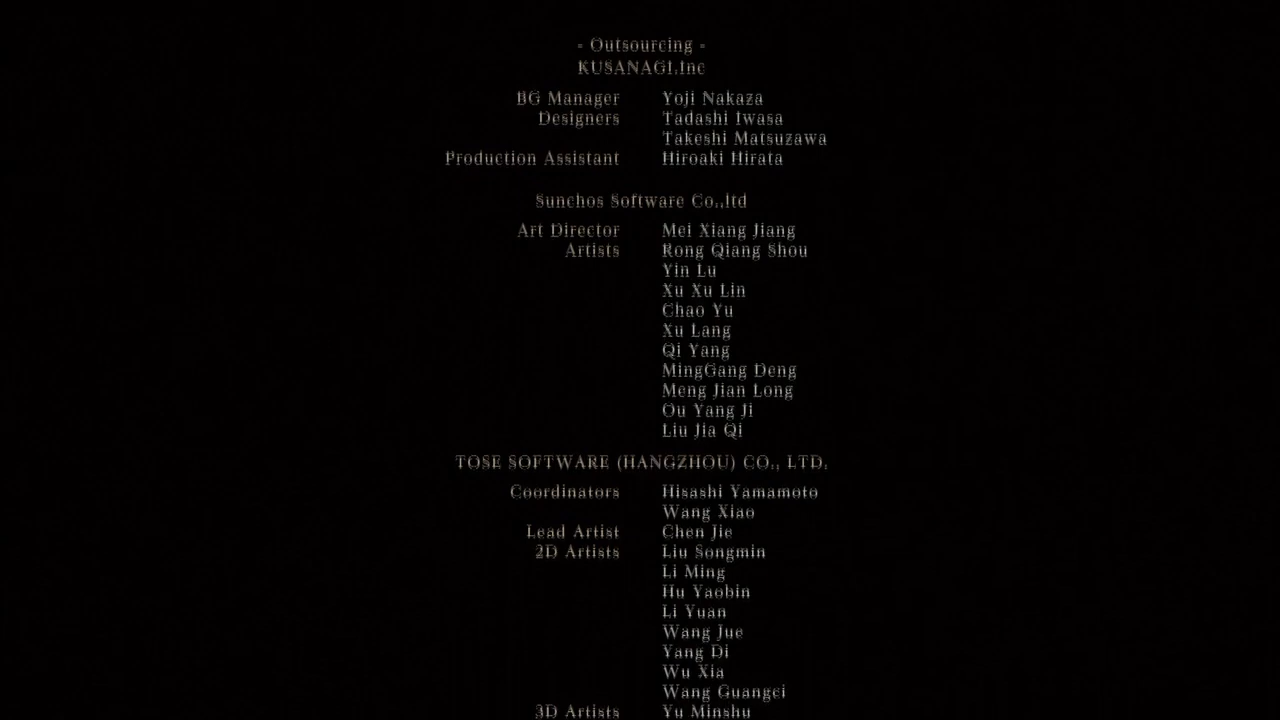 - Outsourcing -
KUSANAGI.Inc
BG Manager Yoji Nakaza
Designers Tadashi Iwasa
Takeshi Matsuzawa
Production Assistant Hiroaki Hirata
Sunchos Software Co.,ltd
Art Director Mei Xiang Jiang
Artists Rong Qiang Shou
Yin Lu
Xu Xu Lin
Chao Yu
Xu Lang
Qi Yang
MingGang Deng
Meng Jian Long
Ou Yang Ji
Liu Jia Qi
TOSE SOFTWARE (HANGZHOU) CO., LTD.
Coordinators Hisashi Yamamoto
Wang Xiao
Lead Artist Chen Jie
2D Artists Liu Songmin
Li Ming
Hu Yaobin
Li Yuan
Wang Jue
Yang Di
Wu Xia
Wang Guangci
3D Artists Yu Minshu